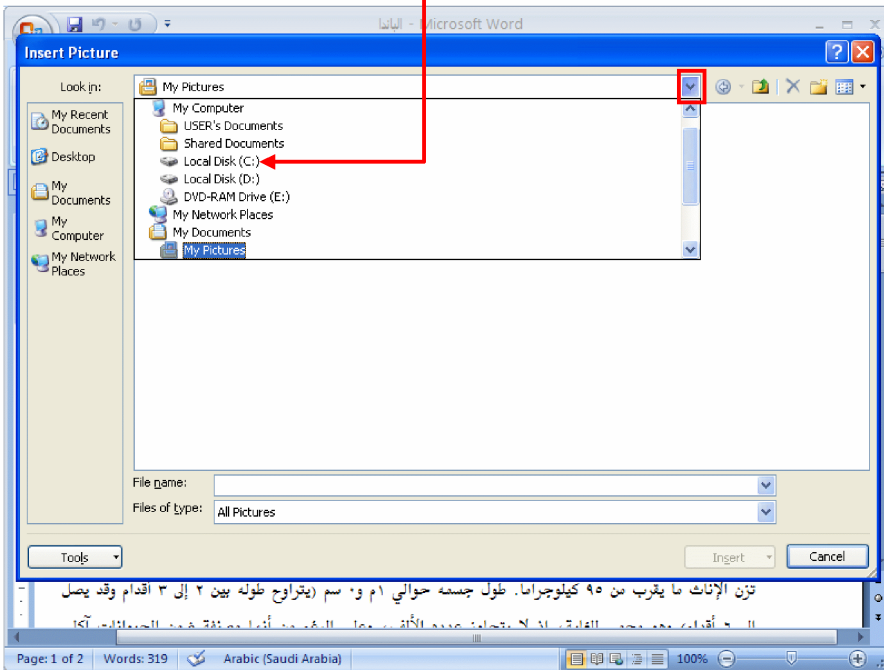 الباندا - Microsoft Word
Insert Picture
Look in:
My Pictures
My Computer
USER's Documents
Shared Documents
Local Disk (C:)
Local Disk (D:)
DVD-RAM Drive (E:)
My Network Places
My Documents
My Pictures
My Recent
Documents
Desktop
My
Documents
My
Computer
My Network
Places
File name:
Files of type:
All Pictures
Tools
Insert
Cancel
تزن الإناث ما يقرب من ٩٥ كيلوجراما. طول جسمه حوالي ١م و٠ سم (يتراوح طوله بين ٢ إلى ٣ أقدام وقد يصل
Page: 1 of 2
Words: 319
Arabic (Saudi Arabia)
100%